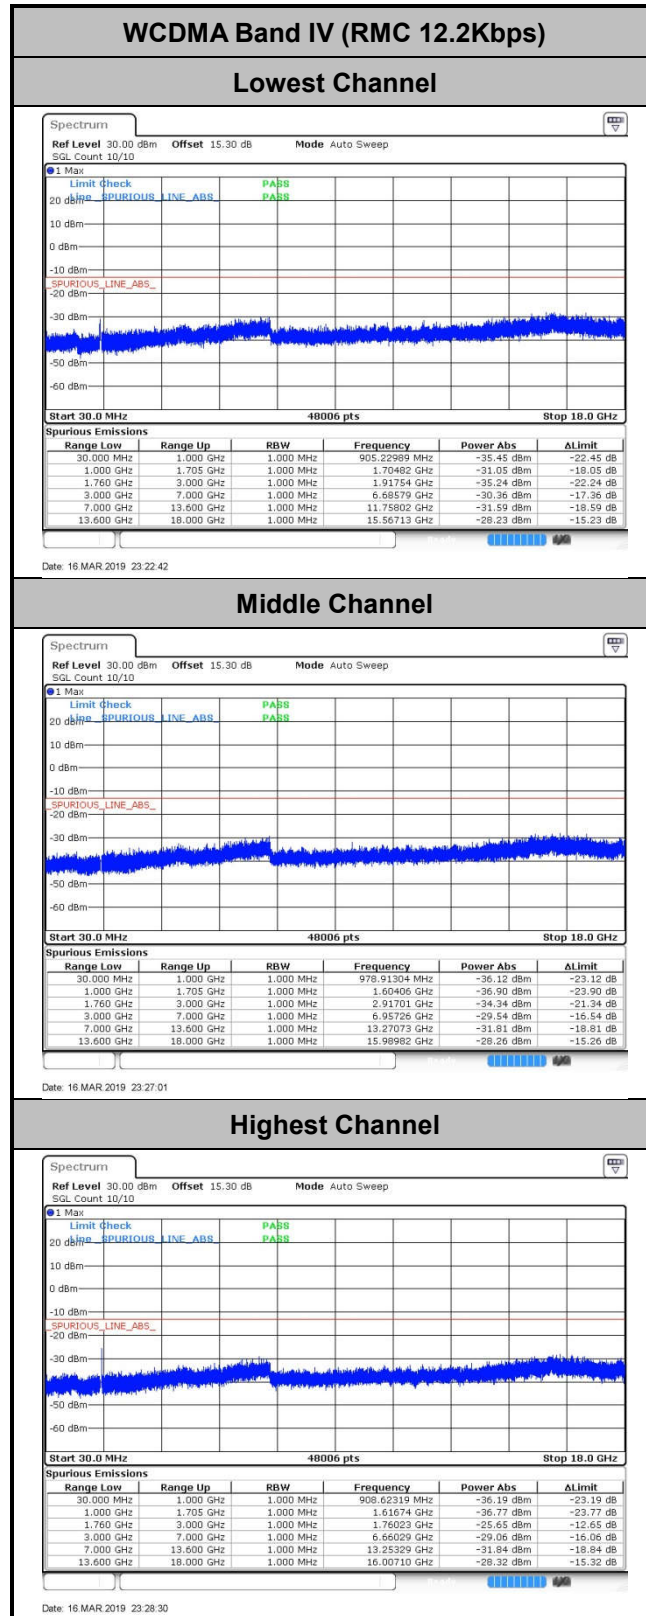 WCDMA Band IV (RMC 12.2Kbps)
Lowest Channel
Spectrum
Ref Level 30.00 dBm Offset 15.30 dB Mode Auto Sweep
SGL Count 10/10
1 Max
Limit Check PASS
20 dBm Line _SPURIOUS_LINE_ABS_ PASS
10 dBm
0 dBm
-10 dBm
_SPURIOUS_LINE_ABS_
-20 dBm
-30 dBm
-50 dBm
-60 dBm
Start 30.0 MHz 48006 pts Stop 18.0 GHz
Spurious Emissions
Range Low Range Up RBW Frequency Power Abs ΔLimit
30.000 MHz 1.000 GHz 1.000 MHz 905.22989 MHz -35.45 dBm -22.45 dB
1.000 GHz 1.705 GHz 1.000 MHz 1.70482 GHz -31.05 dBm -18.05 dB
1.760 GHz 3.000 GHz 1.000 MHz 1.91754 GHz -35.24 dBm -22.24 dB
3.000 GHz 7.000 GHz 1.000 MHz 6.68579 GHz -30.36 dBm -17.36 dB
7.000 GHz 13.600 GHz 1.000 MHz 11.75802 GHz -31.59 dBm -18.59 dB
13.600 GHz 18.000 GHz 1.000 MHz 15.56713 GHz -28.23 dBm -15.23 dB
Date: 16.MAR.2019 23:22:42
Middle Channel
Spectrum
Ref Level 30.00 dBm Offset 15.30 dB Mode Auto Sweep
SGL Count 10/10
1 Max
Limit Check PASS
20 dBm Line _SPURIOUS_LINE_ABS_ PASS
10 dBm
0 dBm
-10 dBm
_SPURIOUS_LINE_ABS_
-20 dBm
-30 dBm
-50 dBm
-60 dBm
Start 30.0 MHz 48006 pts Stop 18.0 GHz
Spurious Emissions
Range Low Range Up RBW Frequency Power Abs ΔLimit
30.000 MHz 1.000 GHz 1.000 MHz 978.91304 MHz -36.12 dBm -23.12 dB
1.000 GHz 1.705 GHz 1.000 MHz 1.60406 GHz -36.90 dBm -23.90 dB
1.760 GHz 3.000 GHz 1.000 MHz 2.91701 GHz -34.34 dBm -21.34 dB
3.000 GHz 7.000 GHz 1.000 MHz 6.95726 GHz -29.54 dBm -16.54 dB
7.000 GHz 13.600 GHz 1.000 MHz 13.27073 GHz -31.81 dBm -18.81 dB
13.600 GHz 18.000 GHz 1.000 MHz 15.98982 GHz -28.26 dBm -15.26 dB
Date: 16.MAR.2019 23:27:01
Highest Channel
Spectrum
Ref Level 30.00 dBm Offset 15.30 dB Mode Auto Sweep
SGL Count 10/10
1 Max
Limit Check PASS
20 dBm Line _SPURIOUS_LINE_ABS_ PASS
10 dBm
0 dBm
-10 dBm
_SPURIOUS_LINE_ABS_
-20 dBm
-30 dBm
-40 dBm
-50 dBm
-60 dBm
Start 30.0 MHz 48006 pts Stop 18.0 GHz
Spurious Emissions
Range Low Range Up RBW Frequency Power Abs ΔLimit
30.000 MHz 1.000 GHz 1.000 MHz 908.62319 MHz -36.19 dBm -23.19 dB
1.000 GHz 1.705 GHz 1.000 MHz 1.61674 GHz -36.77 dBm -23.77 dB
1.760 GHz 3.000 GHz 1.000 MHz 1.76023 GHz -25.65 dBm -12.65 dB
3.000 GHz 7.000 GHz 1.000 MHz 6.66029 GHz -29.06 dBm -16.06 dB
7.000 GHz 13.600 GHz 1.000 MHz 13.25329 GHz -31.84 dBm -18.84 dB
13.600 GHz 18.000 GHz 1.000 MHz 16.00710 GHz -28.32 dBm -15.32 dB
Date: 16.MAR.2019 23:28:30